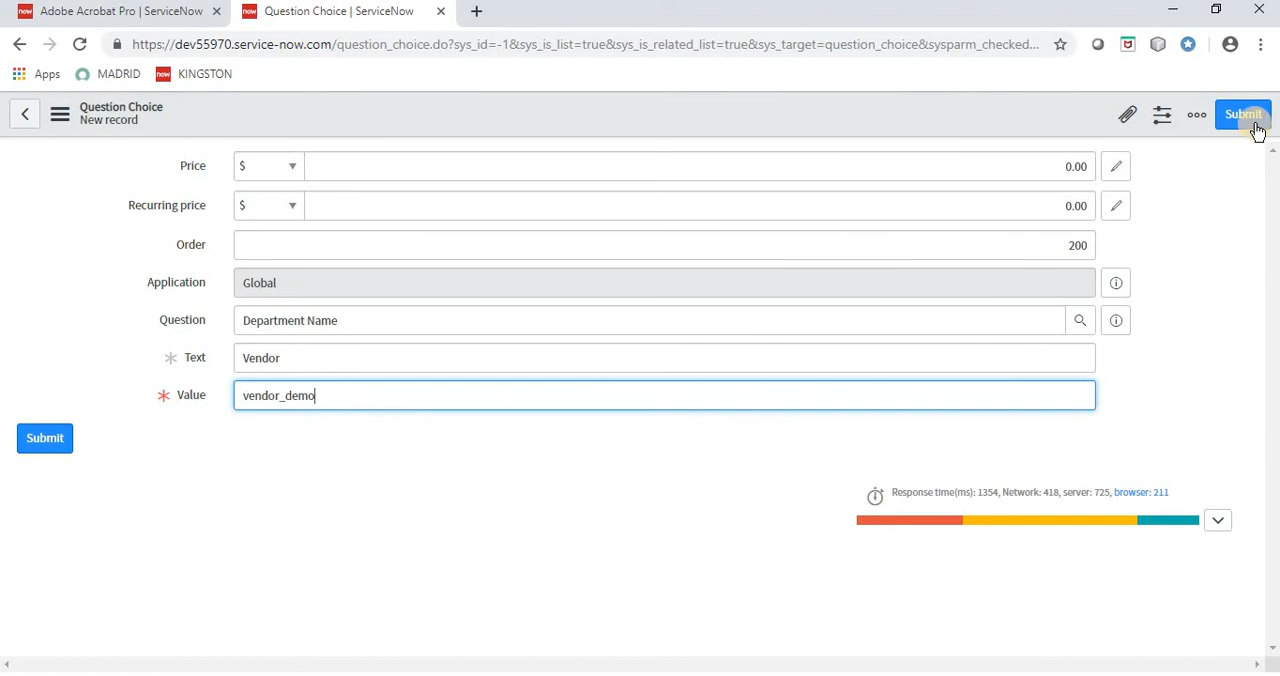 now Adobe Acrobat Pro | ServiceNow
now Question Choice | ServiceNow
https://dev55970.service-now.com/question_choice.do?sys_id=-1&sys_is_list=true&sys_is_related_list=true&sys_target=question_choice&sysparm_checked...
Apps MADRID now KINGSTON
Question Choice
New record
Submit
Price $ 0.00
Recurring price $ 0.00
Order 200
Application Global
Question Department Name
Text Vendor
Value vendor_demo
Submit
Response time(ms): 1354, Network: 418, server: 725, browser: 211